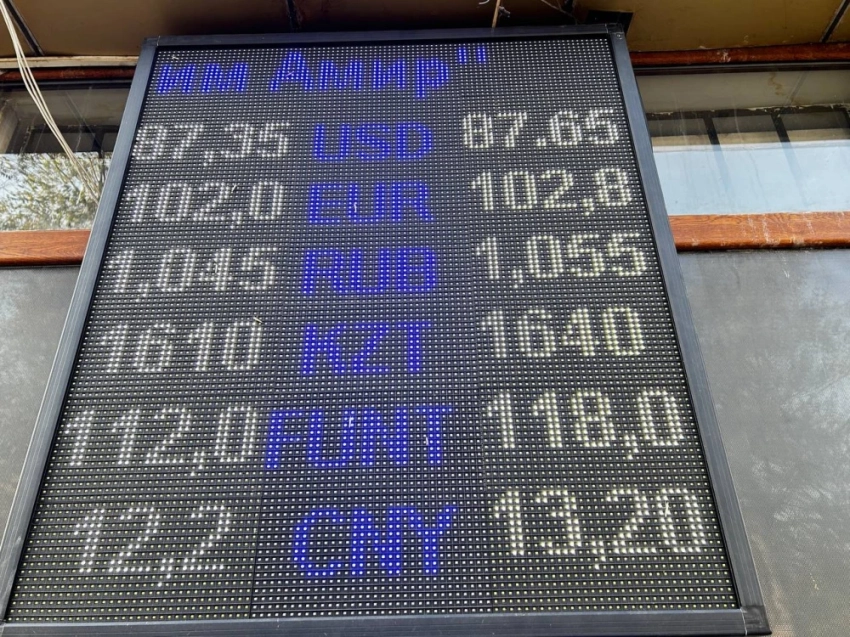 им Амир"
87,35 USD 87.65
102,0 EUR 102,8
1,045 RUB 1,055
1610 KZT 1640
112,0 FUNT 118,0
12,2 CNY 13,20